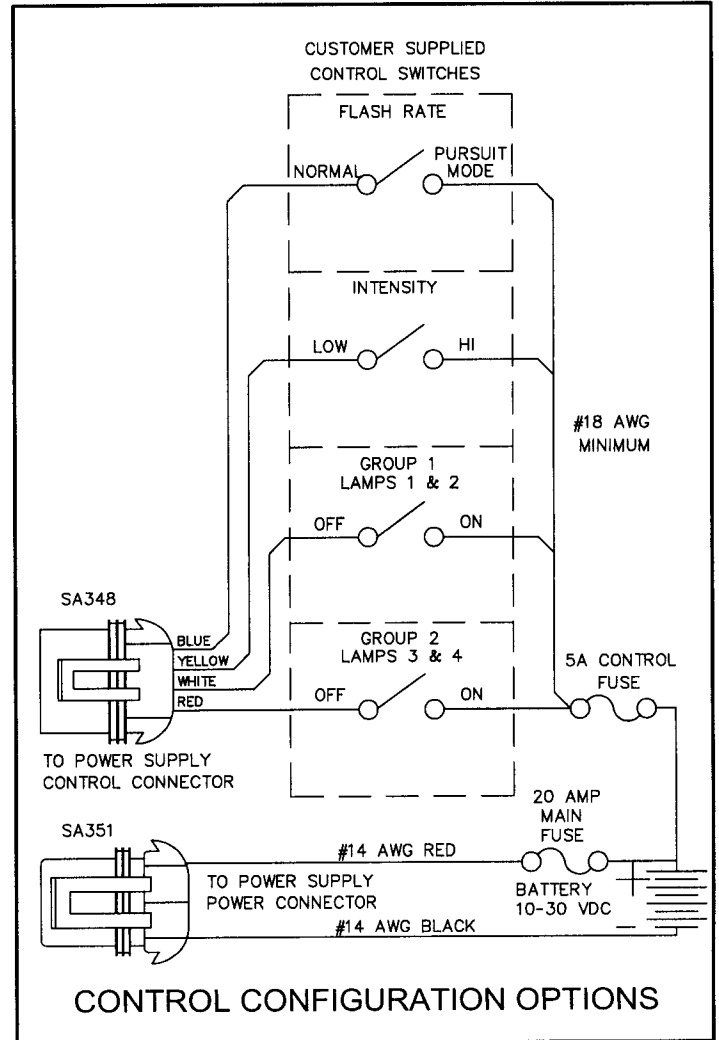 CUSTOMER SUPPLIED
CONTROL SWITCHES
FLASH RATE
NORMAL
PURSUIT
MODE
INTENSITY
LOW
HI
#18 AWG
MINIMUM
GROUP 1
LAMPS 1 & 2
OFF
ON
SA348
BLUE
YELLOW
WHITE
RED
GROUP 2
LAMPS 3 & 4
OFF
ON
5A CONTROL
FUSE
TO POWER SUPPLY
CONTROL CONNECTOR
20 AMP
MAIN
FUSE
SA351
#14 AWG RED
TO POWER SUPPLY
POWER CONNECTOR
BATTERY
10-30 VDC
#14 AWG BLACK
CONTROL CONFIGURATION OPTIONS